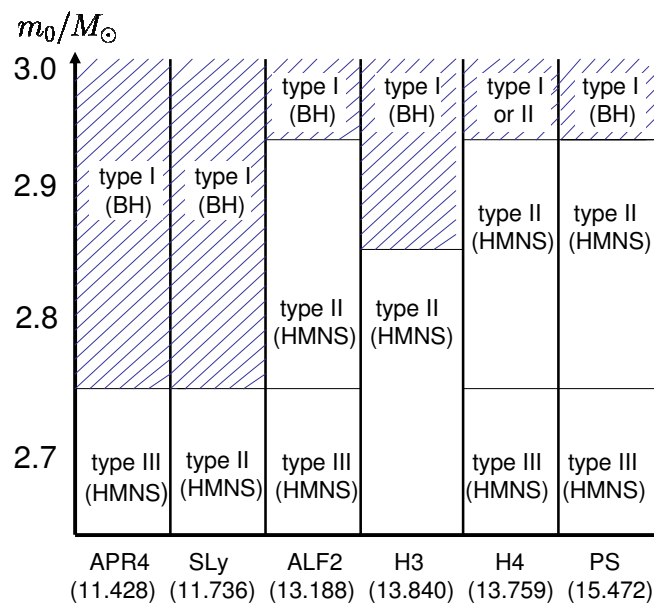 m₀/M⊙
3.0
2.9
2.8
2.7
type I
(BH)
type III
(HMNS)
type I
(BH)
type II
(HMNS)
type I
(BH)
type II
(HMNS)
type III
(HMNS)
type I
(BH)
type II
(HMNS)
type I
or II
type II
(HMNS)
type III
(HMNS)
type I
(BH)
type II
(HMNS)
type III
(HMNS)
APR4 SLy ALF2 H3 H4 PS
(11.428) (11.736) (13.188) (13.840) (13.759) (15.472)